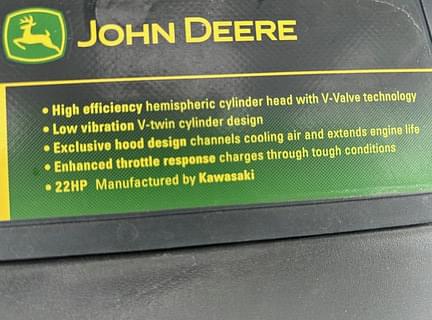 JOHN DEERE
• High efficiency hemispheric cylinder head with V-Valve technology
• Low vibration V-twin cylinder design
• Exclusive hood design channels cooling air and extends engine life
• Enhanced throttle response charges through tough conditions
• 22HP Manufactured by Kawasaki